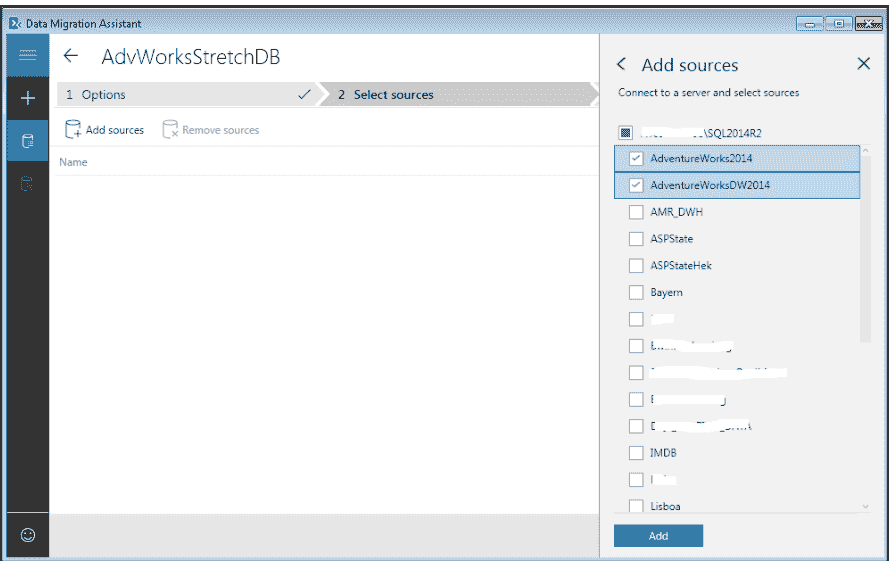 Data Migration Assistant
AdvWorksStretchDB
1 Options
2 Select sources
Add sources
Remove sources
Name
Add sources
Connect to a server and select sources
\SQL2014R2
AdventureWorks2014
AdventureWorksDW2014
AMR_DWH
ASPState
ASPStateHek
Bayern
IMDB
Lisboa
Add